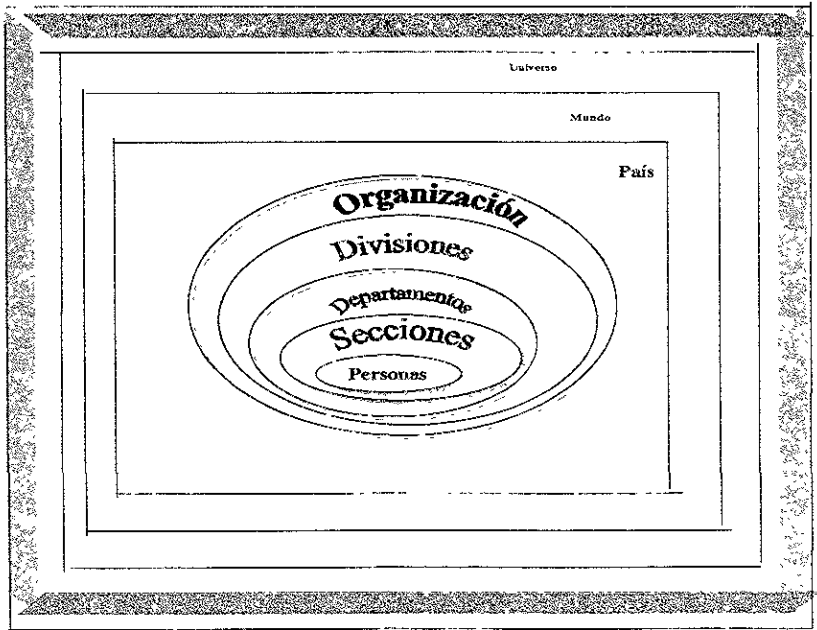 Universo
Mundo
País
Organización
Divisiones
Departamentos
Secciones
Personas